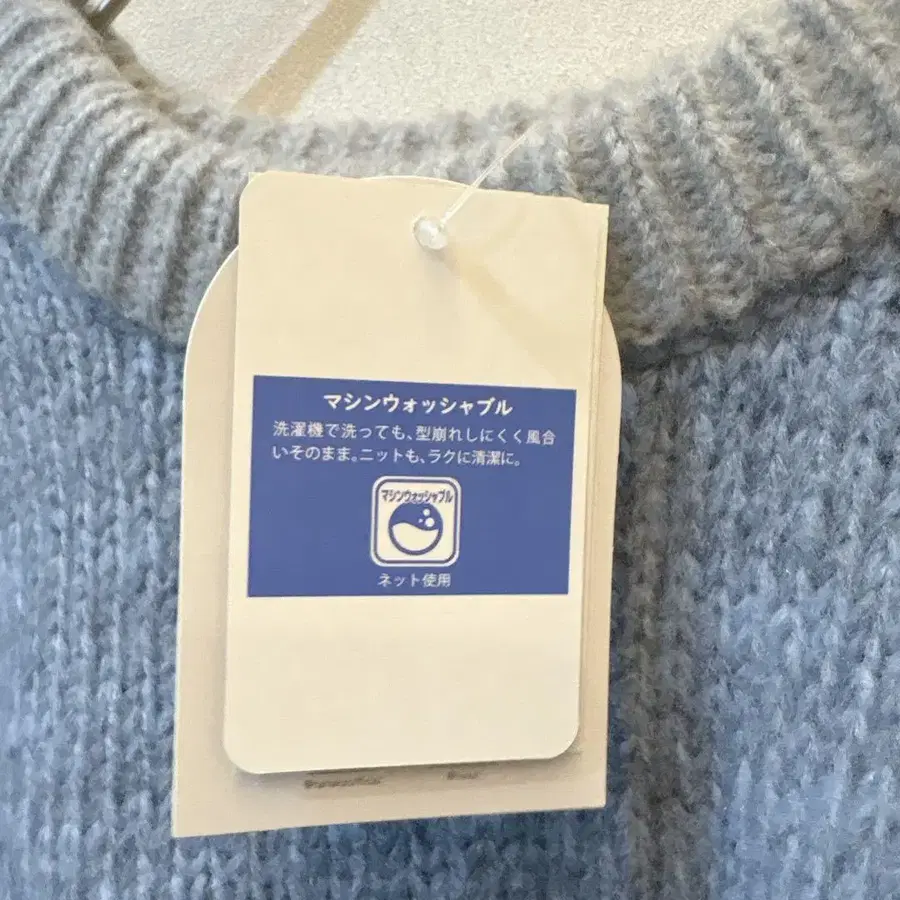 マシンウォッシャブル
洗濯機で洗っても、型崩れしにくく風合
いそのまま。ニットも、ラクに清潔に。
マシンウォッシャブル
ネット使用